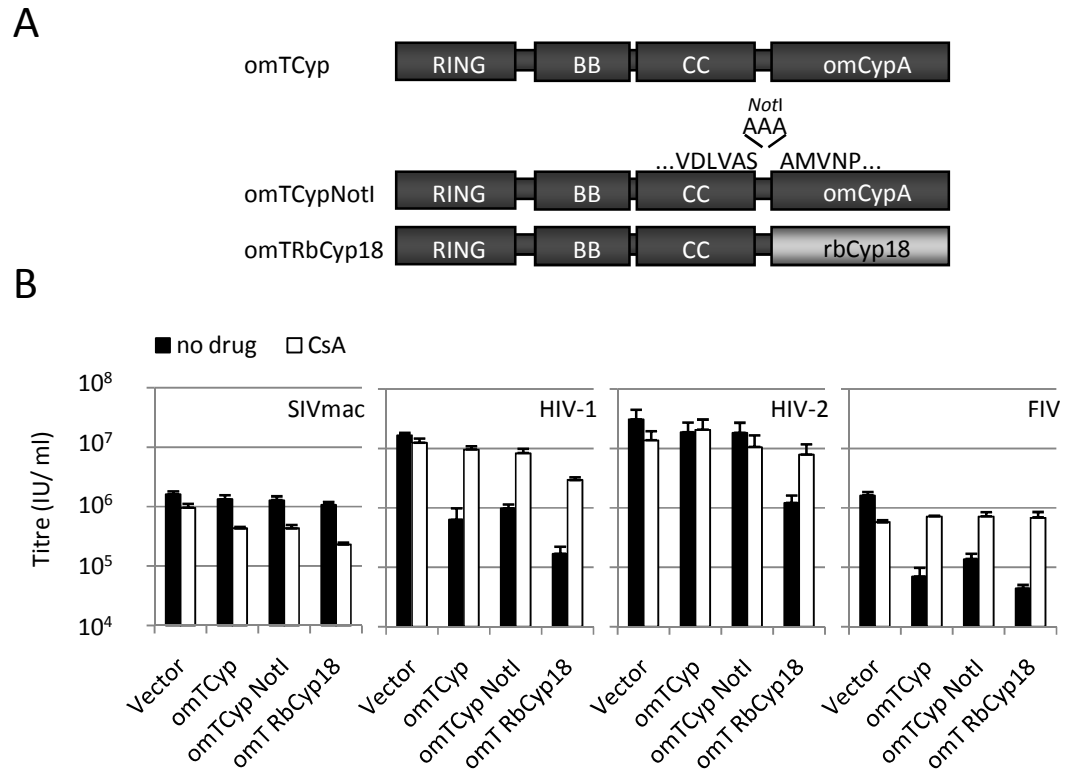 A
omTCyp
RING BB CC omCypA
NotI
AAA
...VDLVAS AMVNP...
omTCypNotI
RING BB CC omCypA
omTRbCyp18
RING BB CC rbCyp18
B
no drug CsA
Titre (IU/ ml)
10⁸
10⁷
10⁶
10⁵
10⁴
SIVmac
HIV-1
HIV-2
FIV
Vector
omTCyp
omTCyp NotI
omT RbCyp18
Vector
omTCyp
omTCyp NotI
omT RbCyp18
Vector
omTCyp
omTCyp NotI
omT RbCyp18
Vector
omTCyp
omTCyp NotI
omT RbCyp18